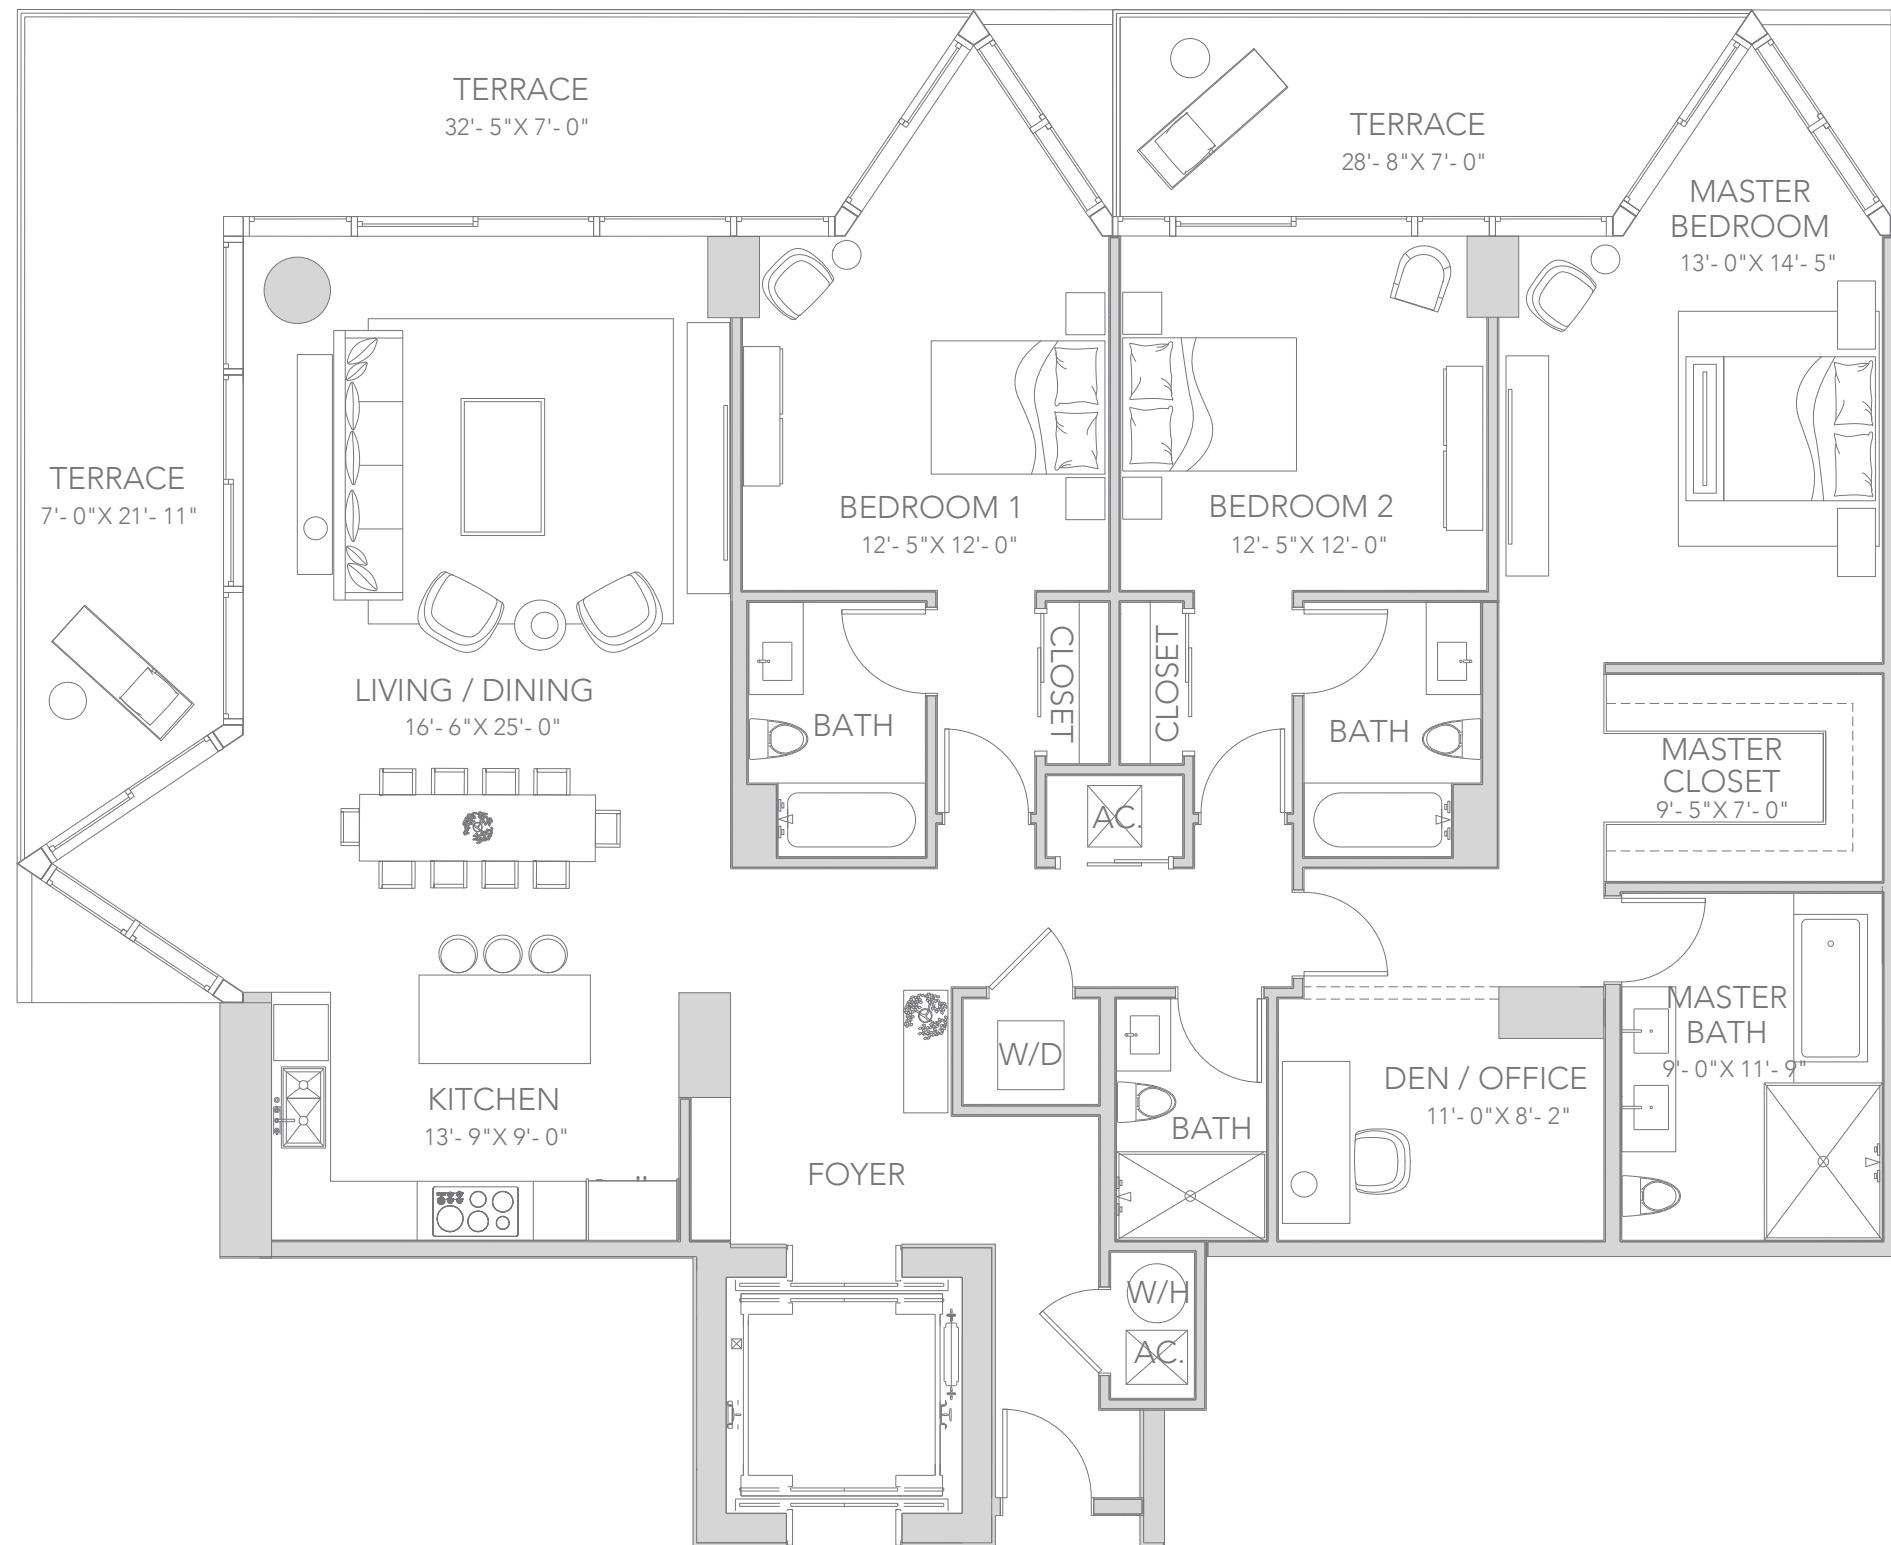 TERRACE
32'- 5"X 7'- 0"
TERRACE
28'- 8"X 7'- 0"
MASTER
BEDROOM
13'- 0"X 14'- 5"
TERRACE
7'- 0"X 21'- 11"
BEDROOM 1
12'- 5"X 12'- 0"
BEDROOM 2
12'- 5"X 12'- 0"
LIVING / DINING
16'- 6"X 25'- 0"
BATH
CLOSET
CLOSET
BATH
MASTER
CLOSET
9'- 5"X 7'- 0"
AC.
KITCHEN
13'- 9"X 9'- 0"
W/D
BATH
DEN / OFFICE
11'- 0"X 8'- 2"
MASTER
BATH
9'- 0"X 11'- 9"
FOYER
W/H
AC.